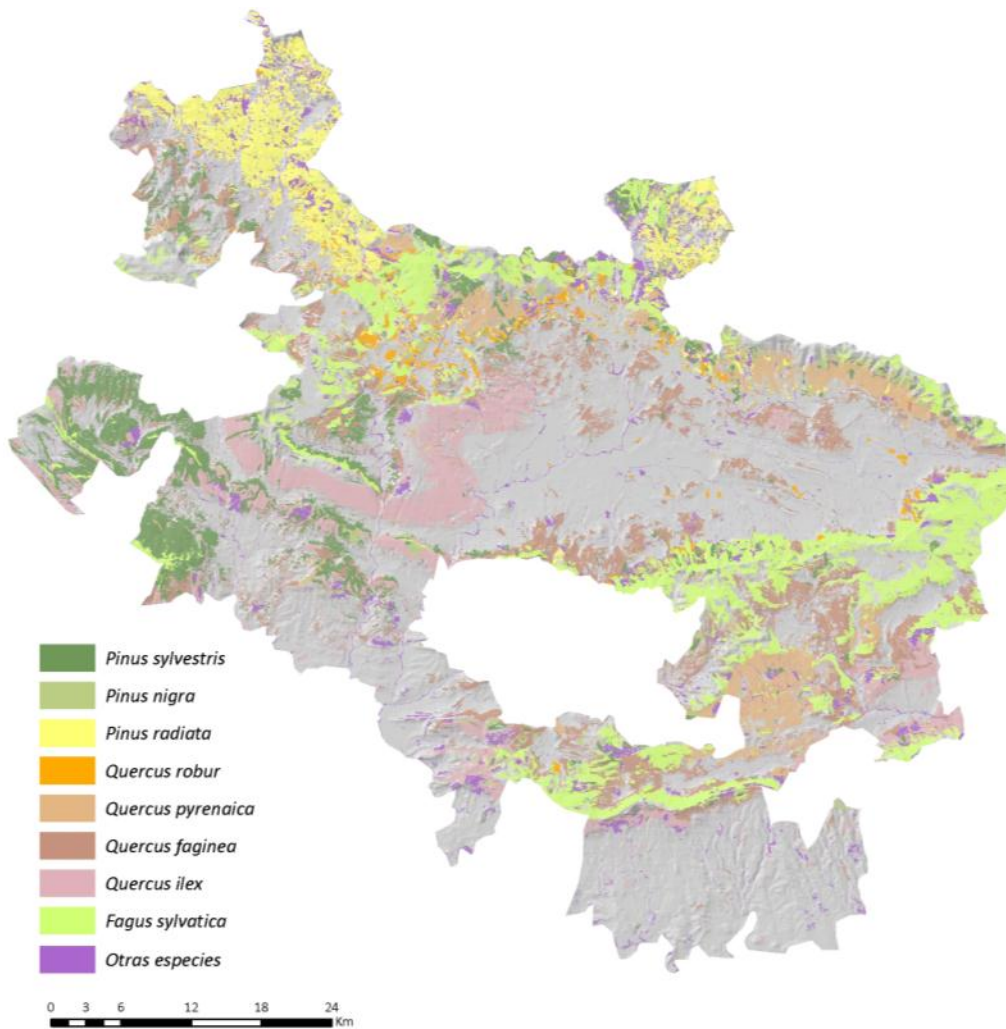 Pinus sylvestris
Pinus nigra
Pinus radiata
Quercus robur
Quercus pyrenaica
Quercus faginea
Quercus ilex
Fagus sylvatica
Otras especies
0 3 6 12 18 24
Km